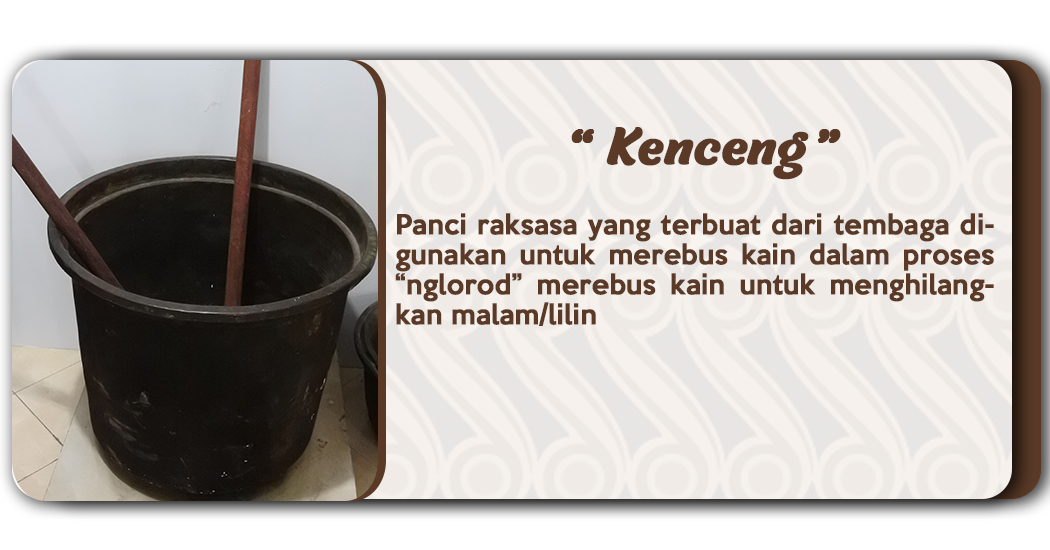 “ Kenceng ”
Panci raksasa yang terbuat dari tembaga di-
gunakan untuk merebus kain dalam proses
“nglorod” merebus kain untuk menghilang-
kan malam/lilin